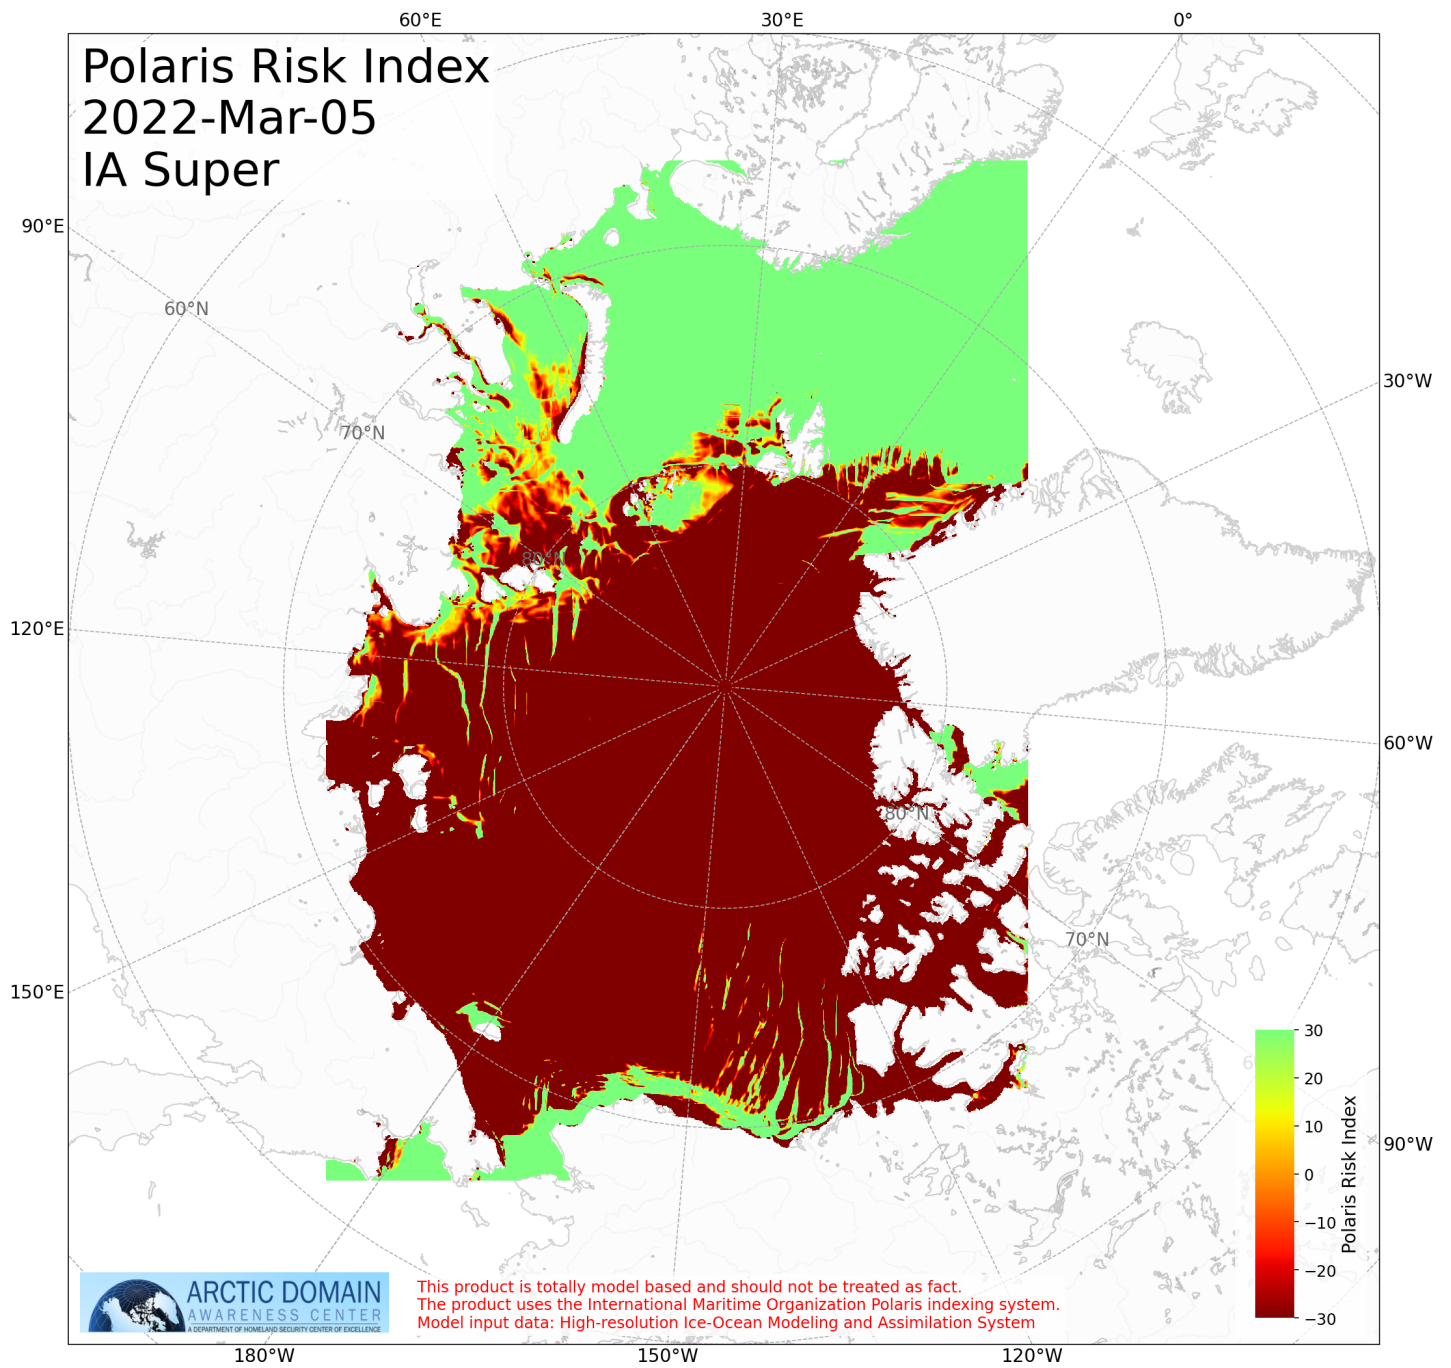 60°E
30°E
0°
Polaris Risk Index
2022-Mar-05
IA Super
90°E
60°N
30°W
70°N
80°N
120°E
60°W
80°N
70°N
150°E
30
20
10
0
−10
−20
−30
Polaris Risk Index
90°W
ARCTIC DOMAIN
AWARENESS CENTER
A DEPARTMENT OF HOMELAND SECURITY CENTER OF EXCELLENCE
This product is totally model based and should not be treated as fact.
The product uses the International Maritime Organization Polaris indexing system.
Model input data: High-resolution Ice-Ocean Modeling and Assimilation System
180°W
150°W
120°W